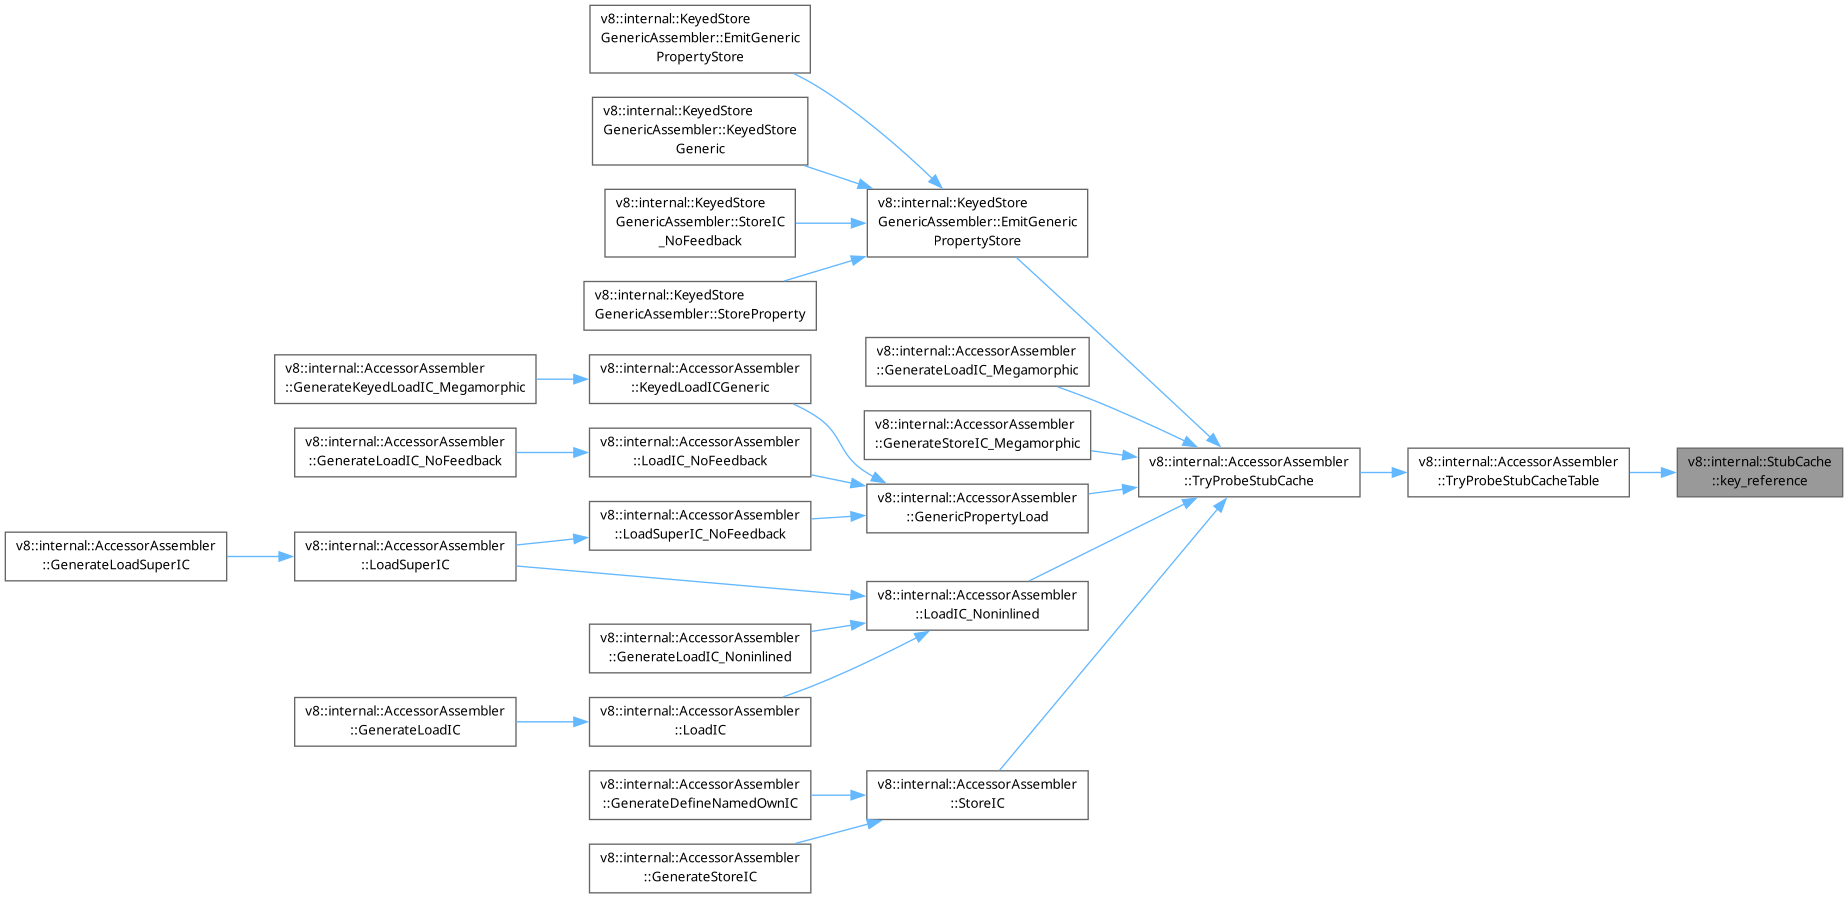 v8::internal::KeyedStore
GenericAssembler::EmitGeneric
PropertyStore
v8::internal::KeyedStore
GenericAssembler::KeyedStore
Generic
v8::internal::KeyedStore
GenericAssembler::StoreIC
_NoFeedback
v8::internal::KeyedStore
GenericAssembler::EmitGeneric
PropertyStore
v8::internal::KeyedStore
GenericAssembler::StoreProperty
v8::internal::AccessorAssembler
::GenerateLoadIC_Megamorphic
v8::internal::AccessorAssembler
::GenerateKeyedLoadIC_Megamorphic
v8::internal::AccessorAssembler
::KeyedLoadICGeneric
v8::internal::AccessorAssembler
::GenerateStoreIC_Megamorphic
v8::internal::AccessorAssembler
::GenerateLoadIC_NoFeedback
v8::internal::AccessorAssembler
::LoadIC_NoFeedback
v8::internal::AccessorAssembler
::TryProbeStubCache
v8::internal::AccessorAssembler
::TryProbeStubCacheTable
v8::internal::StubCache
::key_reference
v8::internal::AccessorAssembler
::GenericPropertyLoad
v8::internal::AccessorAssembler
::LoadSuperIC_NoFeedback
v8::internal::AccessorAssembler
::GenerateLoadSuperIC
v8::internal::AccessorAssembler
::LoadSuperIC
v8::internal::AccessorAssembler
::LoadIC_Noninlined
v8::internal::AccessorAssembler
::GenerateLoadIC_Noninlined
v8::internal::AccessorAssembler
::GenerateLoadIC
v8::internal::AccessorAssembler
::LoadIC
v8::internal::AccessorAssembler
::GenerateDefineNamedOwnIC
v8::internal::AccessorAssembler
::StoreIC
v8::internal::AccessorAssembler
::GenerateStoreIC